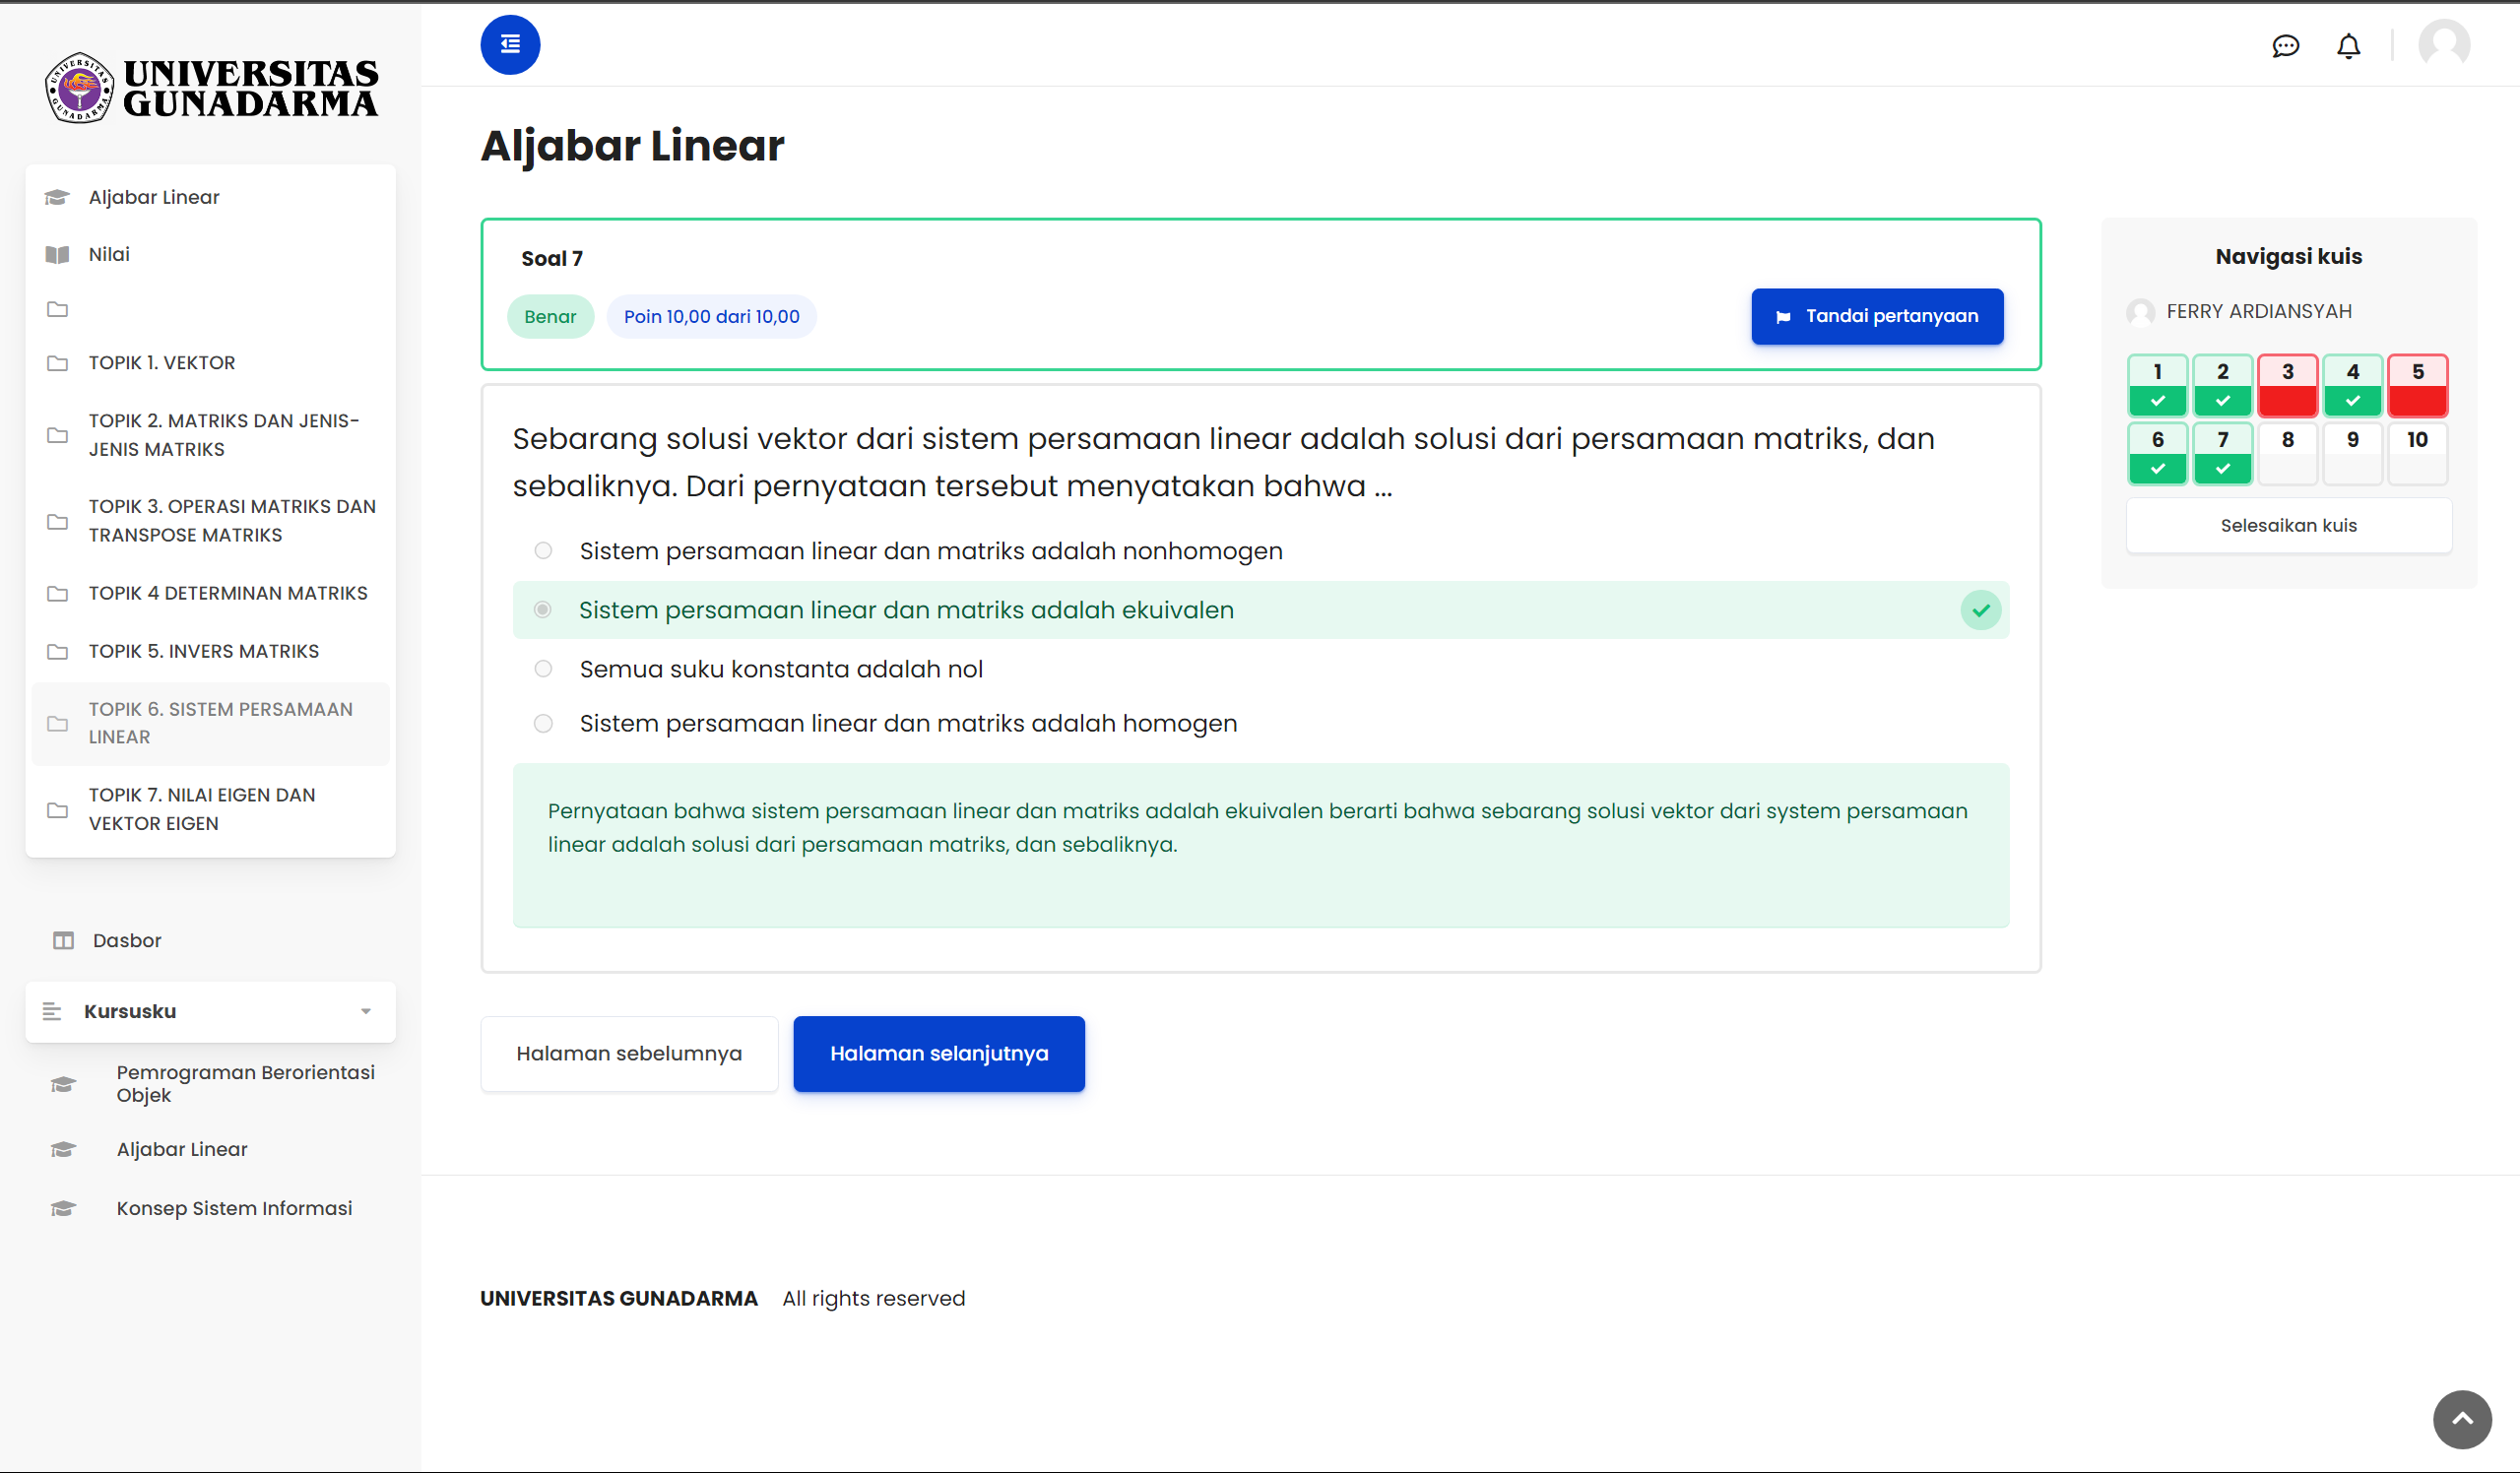 UNIVERSITAS
GUNADARMA
Aljabar Linear
Nilai
TOPIK 1. VEKTOR
TOPIK 2. MATRIKS DAN JENIS-
JENIS MATRIKS
TOPIK 3. OPERASI MATRIKS DAN
TRANSPOSE MATRIKS
TOPIK 4 DETERMINAN MATRIKS
TOPIK 5. INVERS MATRIKS
TOPIK 6. SISTEM PERSAMAAN
LINEAR
TOPIK 7. NILAI EIGEN DAN
VEKTOR EIGEN
Dasbor
Kursusku
Pemrograman Berorientasi
Objek
Aljabar Linear
Konsep Sistem Informasi
Aljabar Linear
Soal 7
Benar
Poin 10,00 dari 10,00
Tandai pertanyaan
Sebarang solusi vektor dari sistem persamaan linear adalah solusi dari persamaan matriks, dan
sebaliknya. Dari pernyataan tersebut menyatakan bahwa ...
Sistem persamaan linear dan matriks adalah nonhomogen
Sistem persamaan linear dan matriks adalah ekuivalen
Semua suku konstanta adalah nol
Sistem persamaan linear dan matriks adalah homogen
Pernyataan bahwa sistem persamaan linear dan matriks adalah ekuivalen berarti bahwa sebarang solusi vektor dari system persamaan
linear adalah solusi dari persamaan matriks, dan sebaliknya.
Halaman sebelumnya
Halaman selanjutnya
Navigasi kuis
FERRY ARDIANSYAH
1 2 3 4 5
6 7 8 9 10
Selesaikan kuis
UNIVERSITAS GUNADARMA All rights reserved